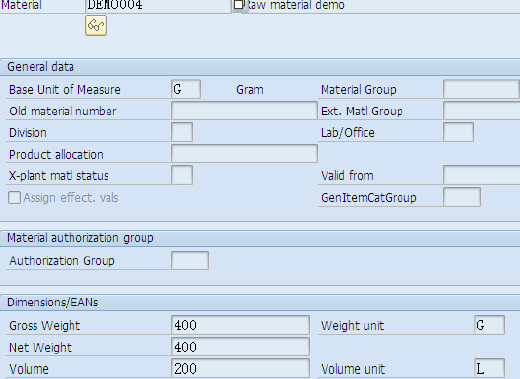 Material DEMO004 Raw material demo
General data
Base Unit of Measure G Gram Material Group
Old material number Ext. Matl Group
Division Lab/Office
Product allocation
X-plant matl status Valid from
Assign effect. vals GenItemCatGroup
Material authorization group
Authorization Group
Dimensions/EANs
Gross Weight 400 Weight unit G
Net Weight 400
Volume 200 Volume unit L